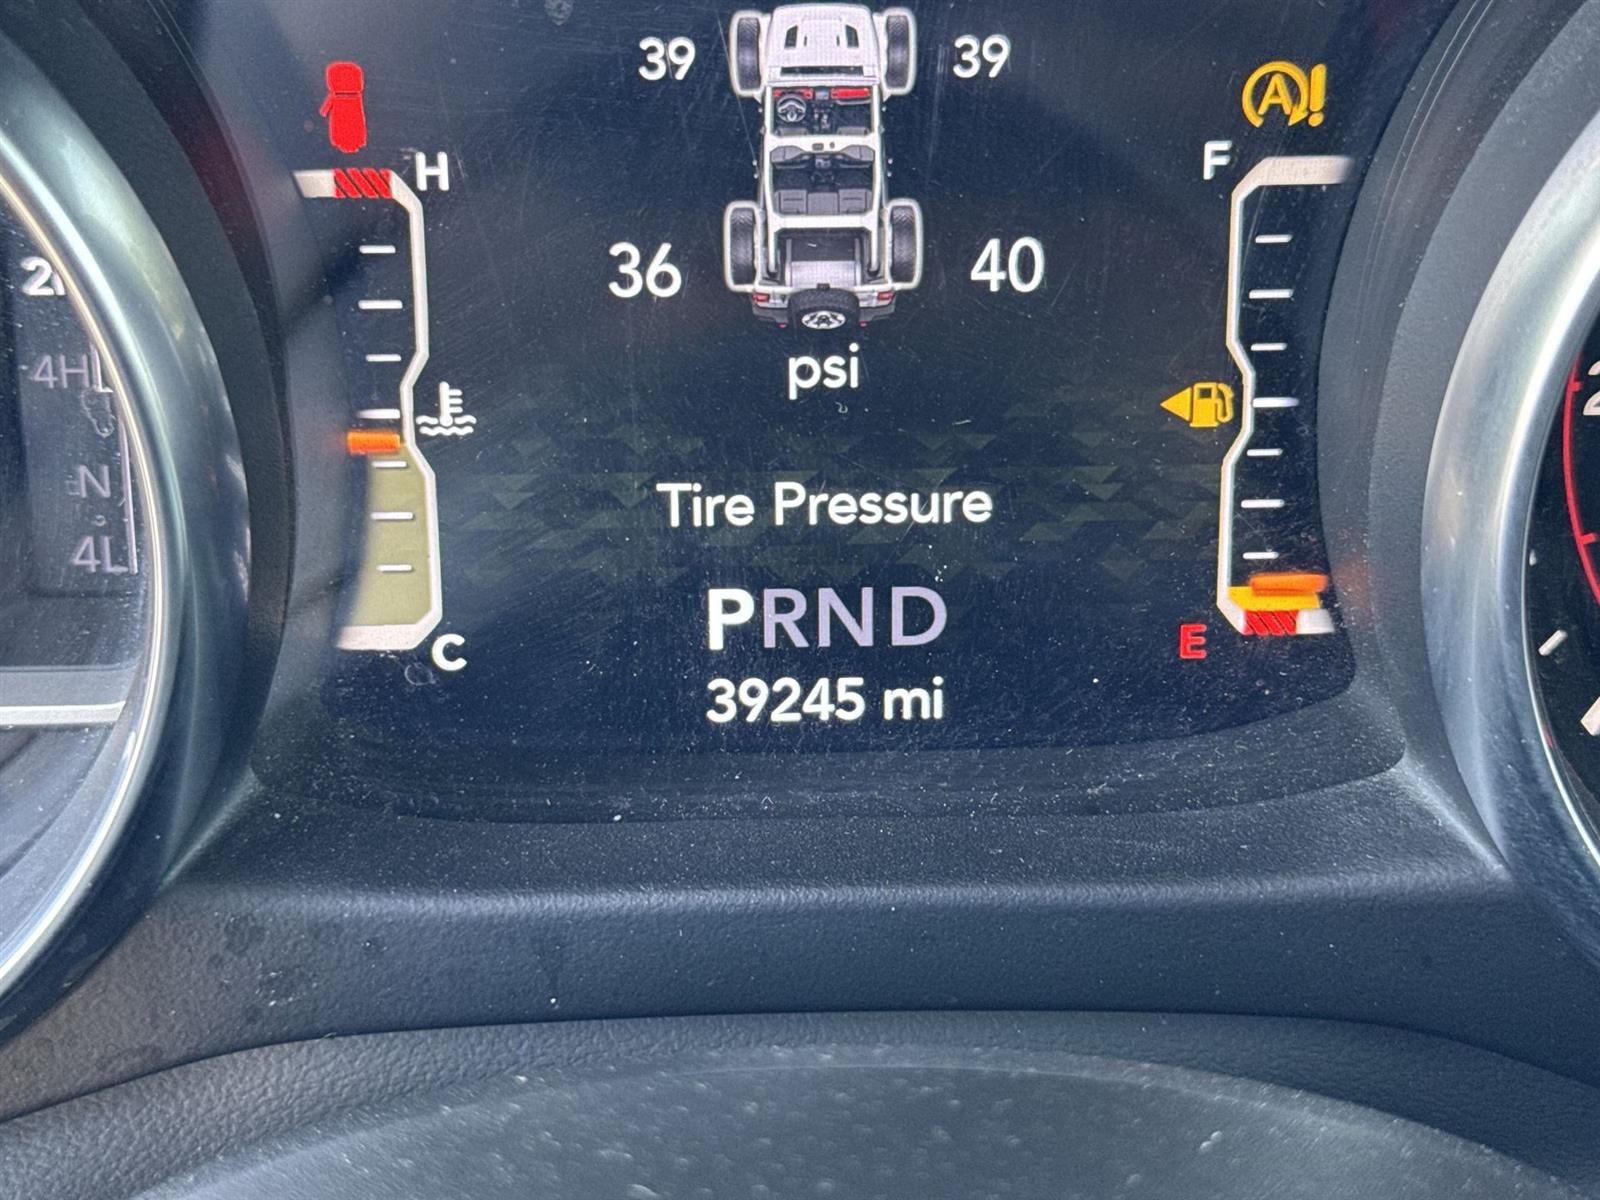 39 39
H F
36 40
psi
4H
N
4L
Tire Pressure
PRND
C E
39245 mi